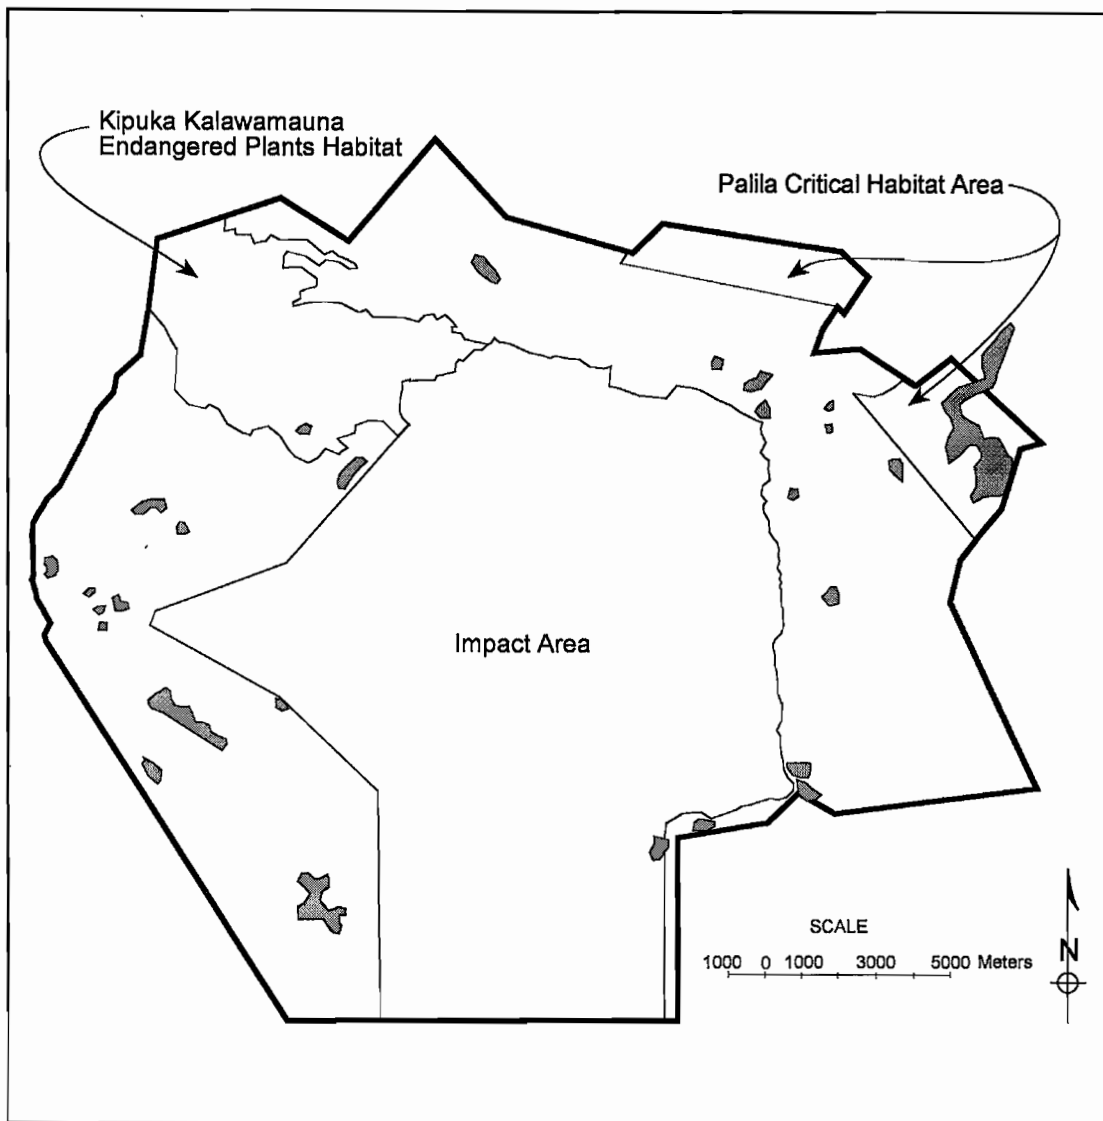 Kipuka Kalawamauna
Endangered Plants Habitat
Palila Critical Habitat Area
Impact Area
SCALE
1000 0 1000 3000 5000 Meters
N